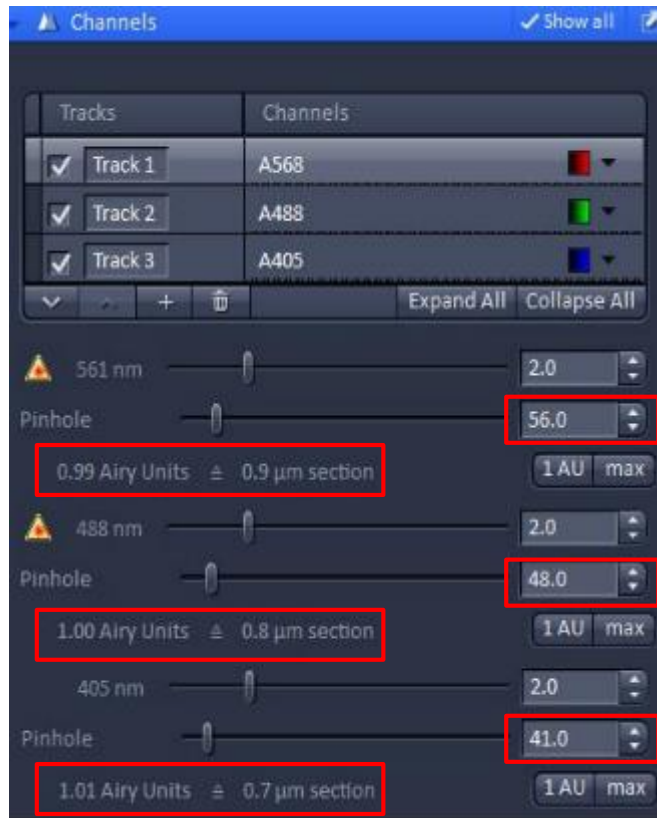 Channels ✓ Show all
Tracks Channels
Track 1 A568
Track 2 A488
Track 3 A405
+ Expand All Collapse All
561 nm 2.0
Pinhole 56.0
0.99 Airy Units ≙ 0.9 µm section 1 AU max
488 nm 2.0
Pinhole 48.0
1.00 Airy Units ≙ 0.8 µm section 1 AU max
405 nm 2.0
Pinhole 41.0
1.01 Airy Units ≙ 0.7 µm section 1 AU max